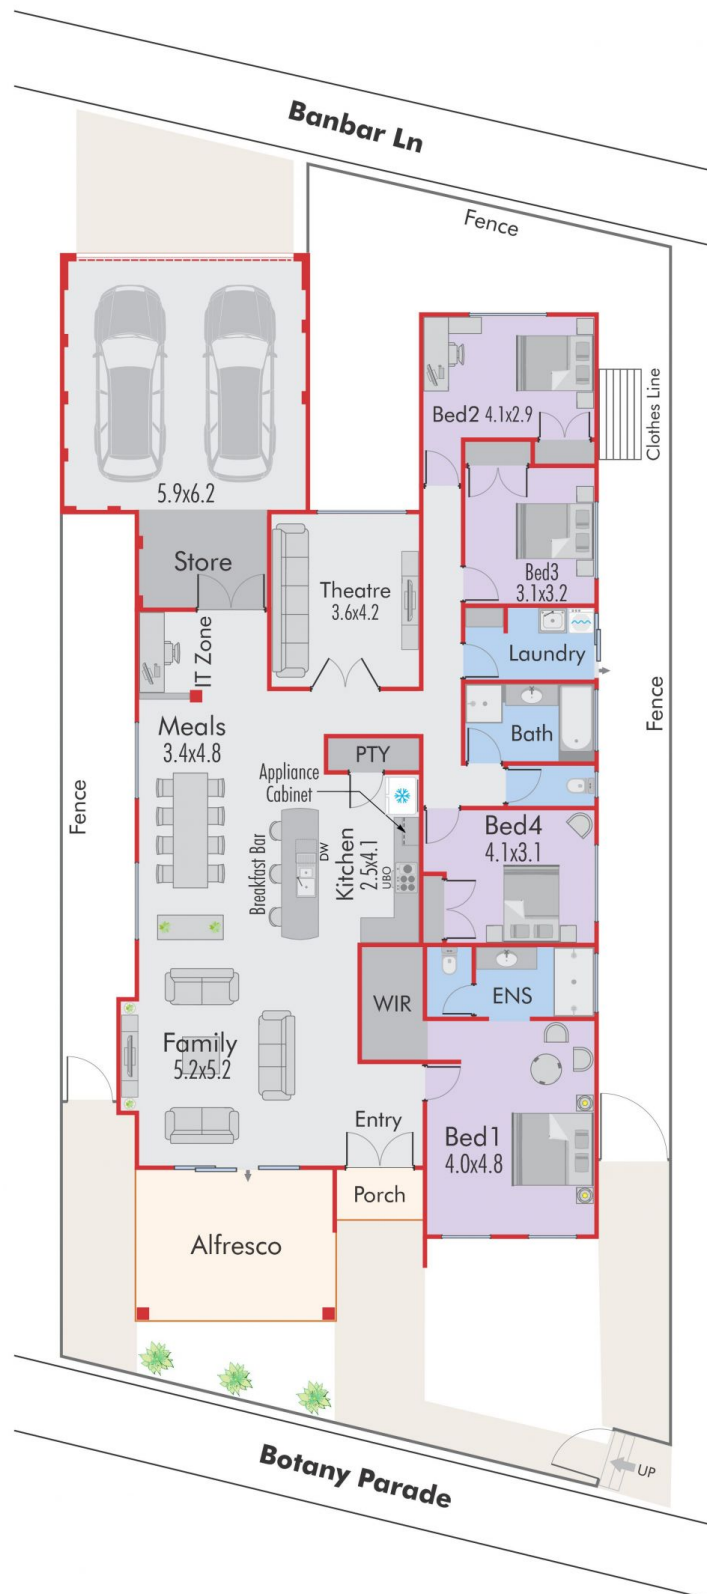 Banbar Ln
Fence
Clothes Line
Bed2 4.1x2.9
5.9x6.2
Store
Theatre
3.6x4.2
Bed3
3.1x3.2
IT Zone
Laundry
Fence
Meals
3.4x4.8
Bath
PTY
Appliance
Cabinet
Fence
Breakfast Bar
DW
Kitchen
2.5x4.1
UBO
Bed4
4.1x3.1
WIR
ENS
Family
5.2x5.2
Entry
Bed1
4.0x4.8
Porch
Alfresco
Botany Parade
UP